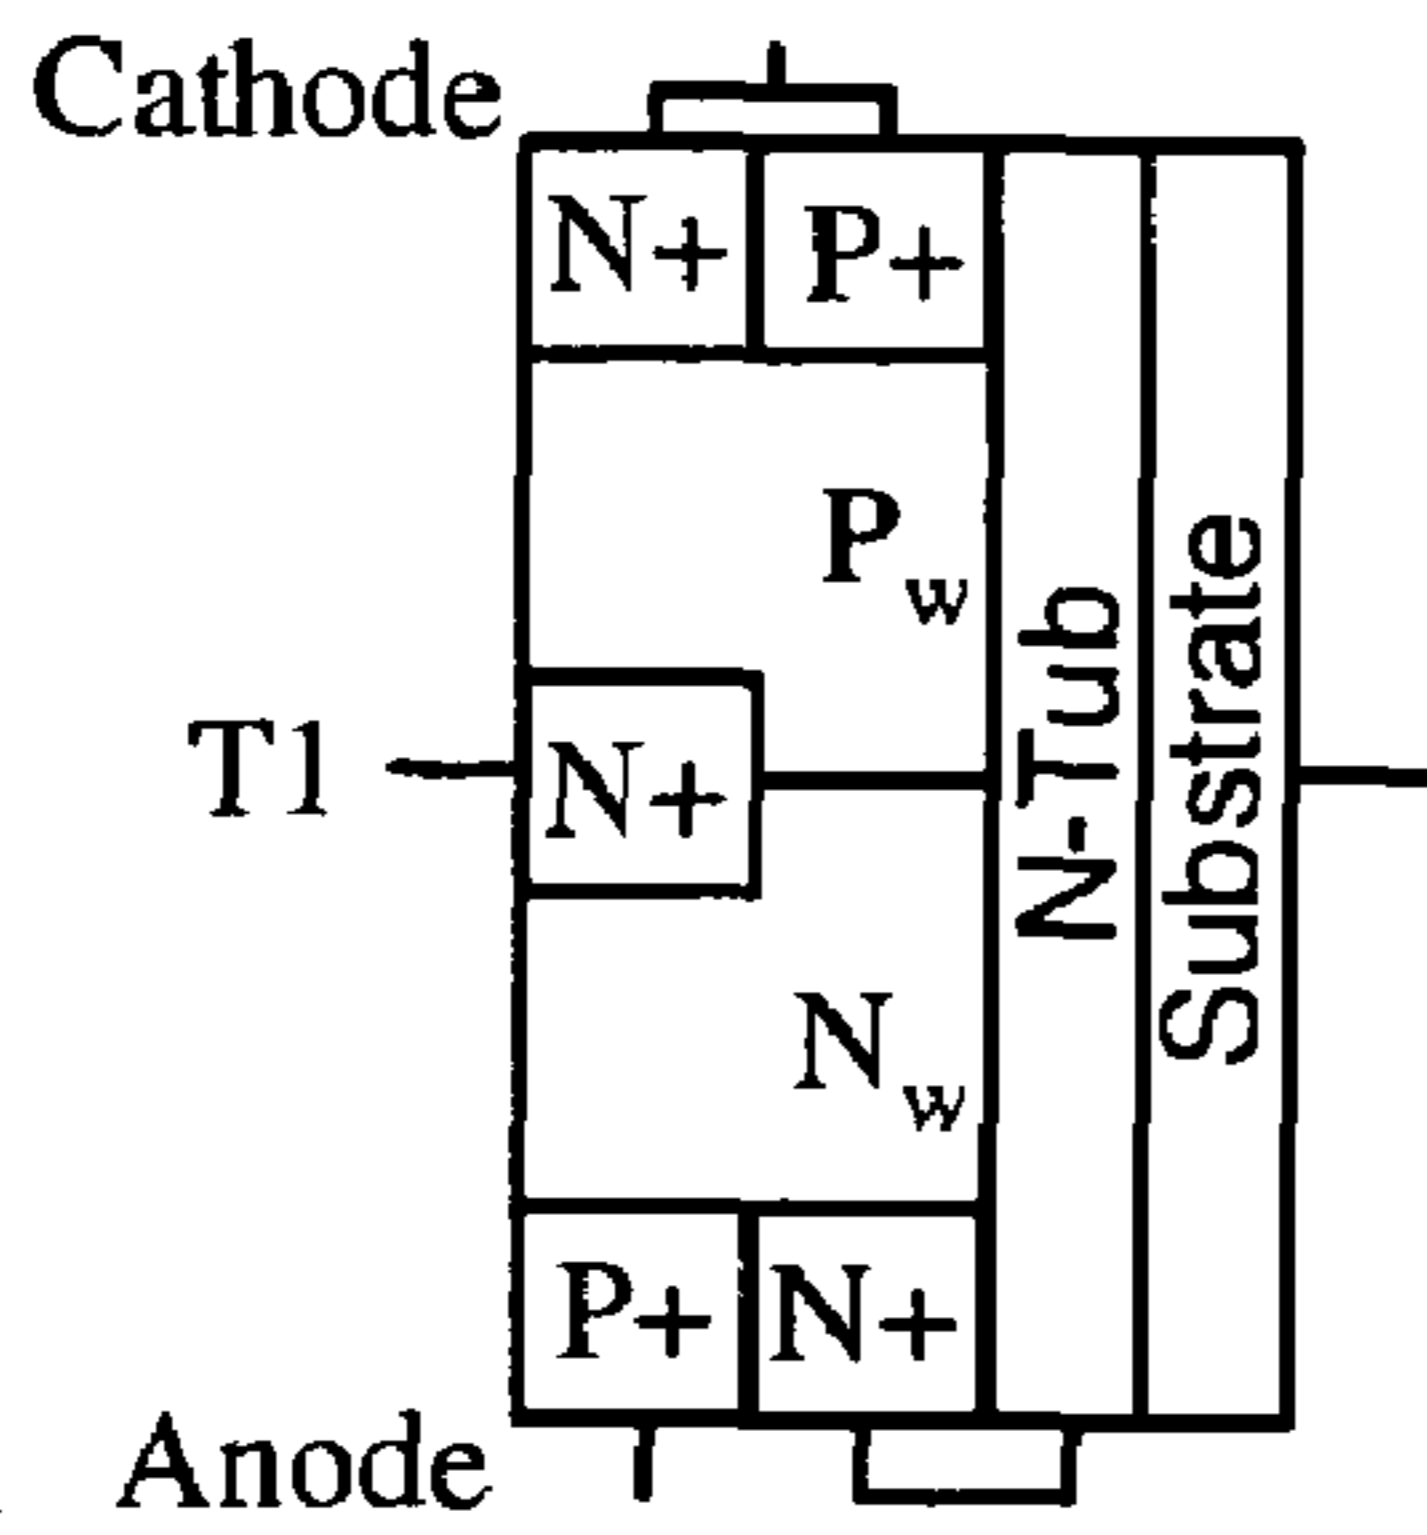 Cathode
N+ P+
Pw
T1
N+
N-Tub
Substrate
Nw
P+ N+
Anode